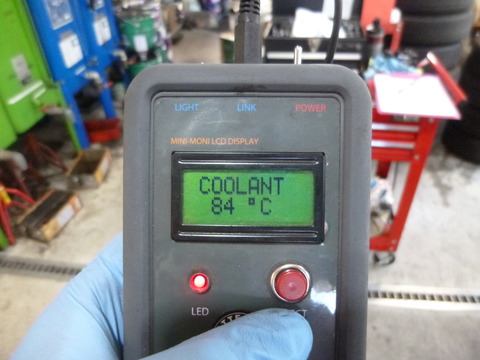 LIGHT LINK POWER
MINI-MONI LCD DISPLAY
COOLANT
84 °C
LED